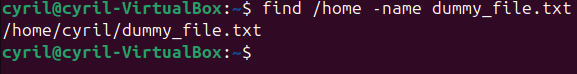 cyril@cyril-VirtualBox:~$ find /home -name dummy_file.txt
/home/cyril/dummy_file.txt
cyril@cyril-VirtualBox:~$